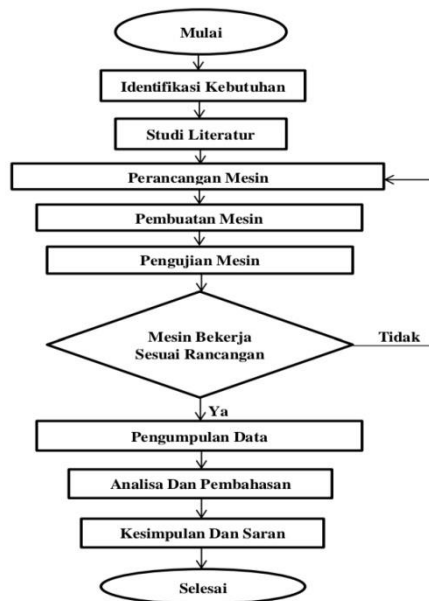 Mulai
Identifikasi Kebutuhan
Studi Literatur
Perancangan Mesin
Pembuatan Mesin
Pengujian Mesin
Mesin Bekerja
Sesuai Rancangan
Tidak
Ya
Pengumpulan Data
Analisa Dan Pembahasan
Kesimpulan Dan Saran
Selesai